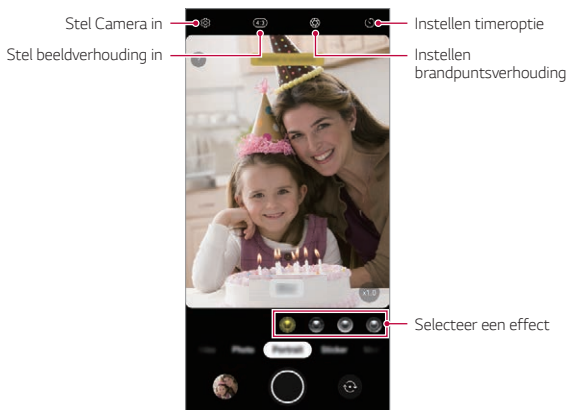 Stel Camera in
Stel beeldverhouding in
Instellen timeroptie
Instellen
brandpuntsverhouding
4:3
x1.0
Selecteer een effect
Photo
Portrait
Sticker